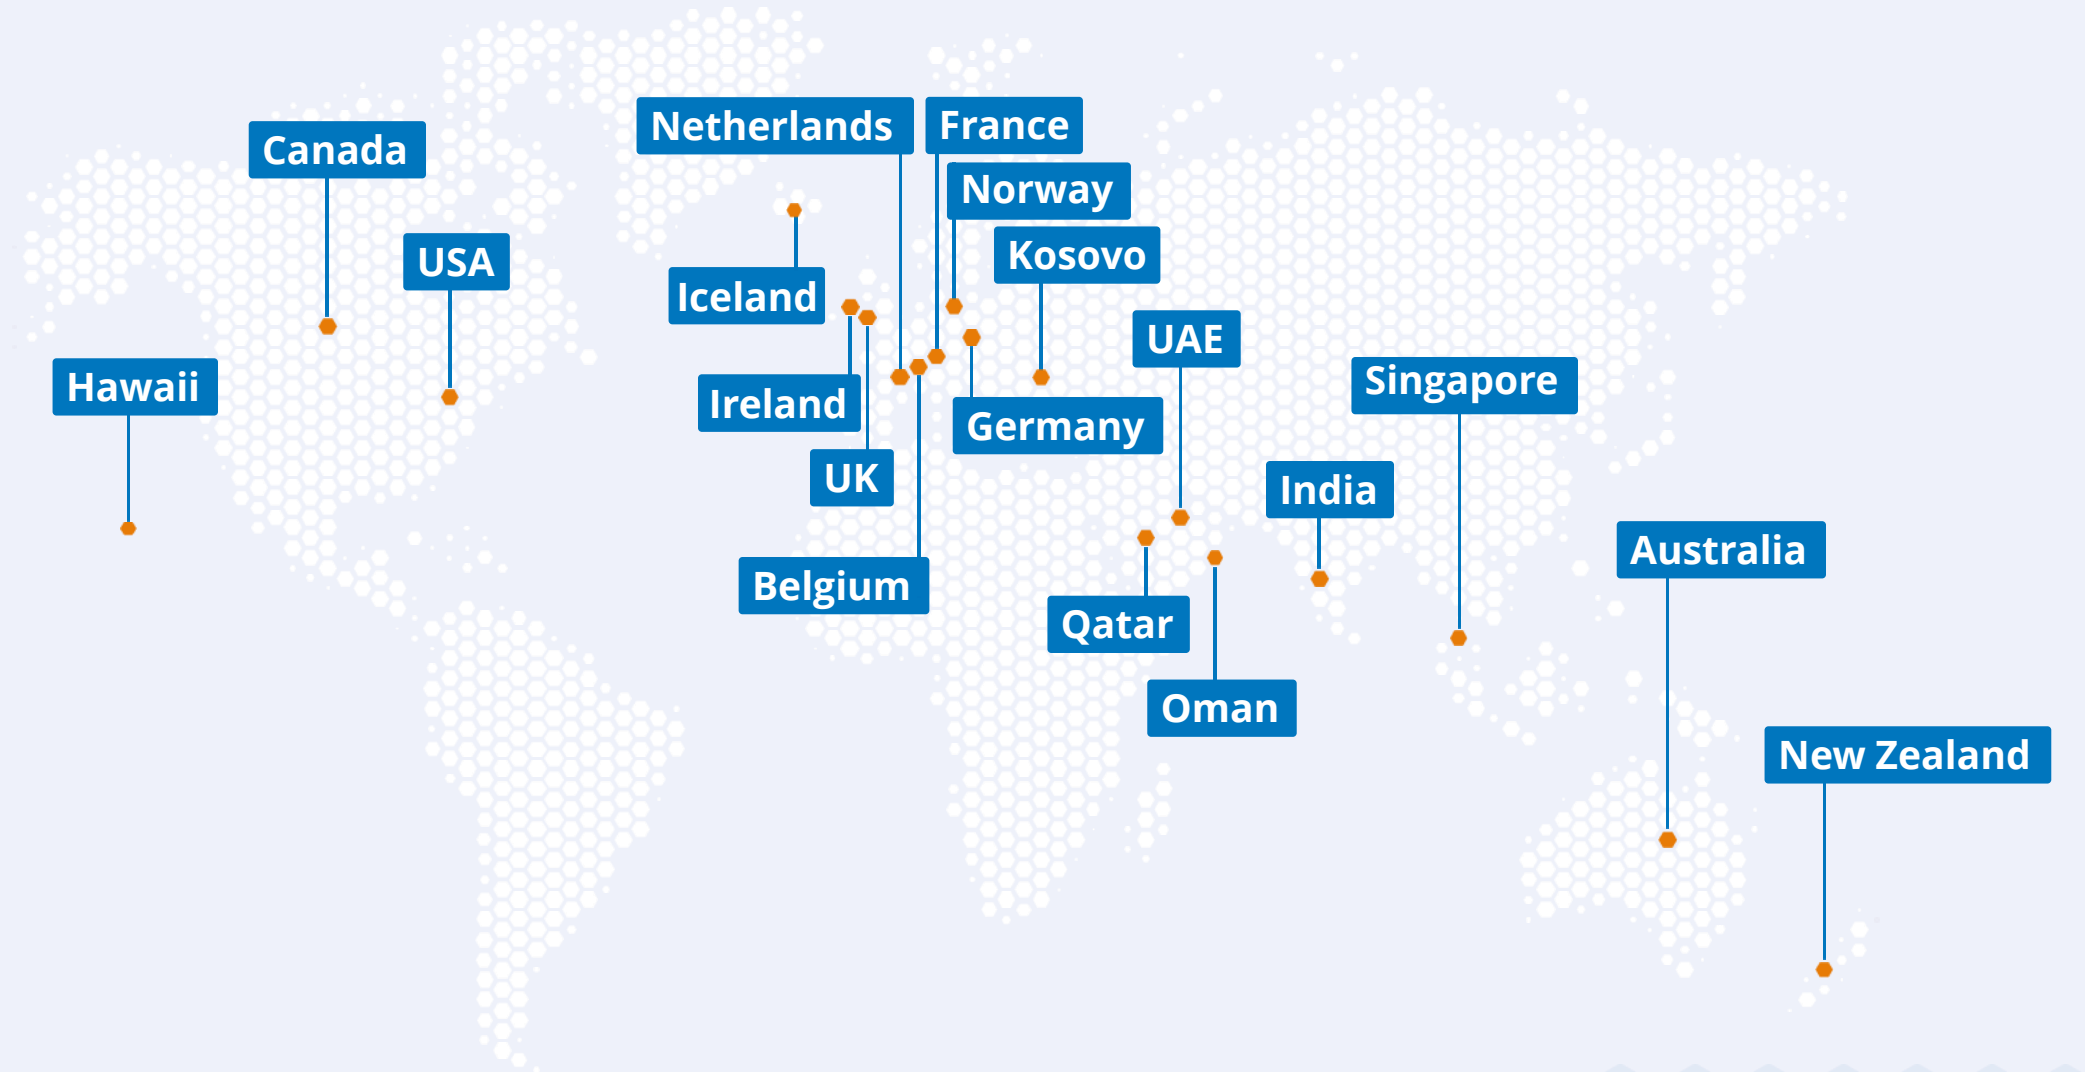 Netherlands
France
Canada
Norway
Kosovo
USA
Iceland
UAE
Singapore
Hawaii
Ireland
Germany
UK
India
Australia
Belgium
Qatar
Oman
New Zealand